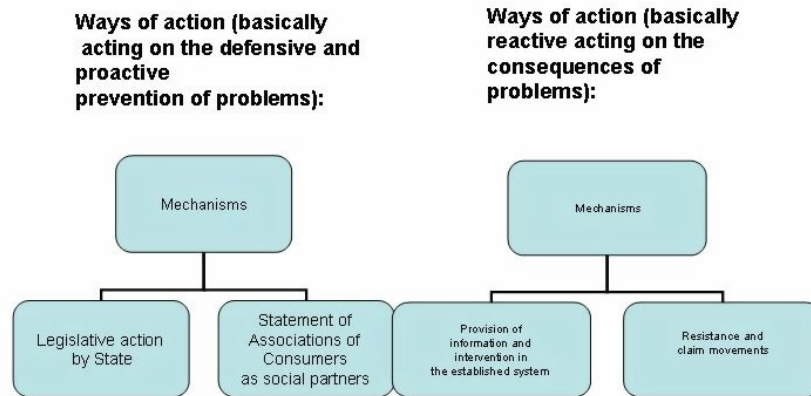 Ways of action (basically
acting on the defensive and
proactive
prevention of problems):
Mechanisms
Legislative action
by State
Statement of
Associations of
Consumers
as social partners
Ways of action (basically
reactive acting on the
consequences of
problems):
Mechanisms
Provision of
information and
intervention in
the established system
Resistance and
claim movements